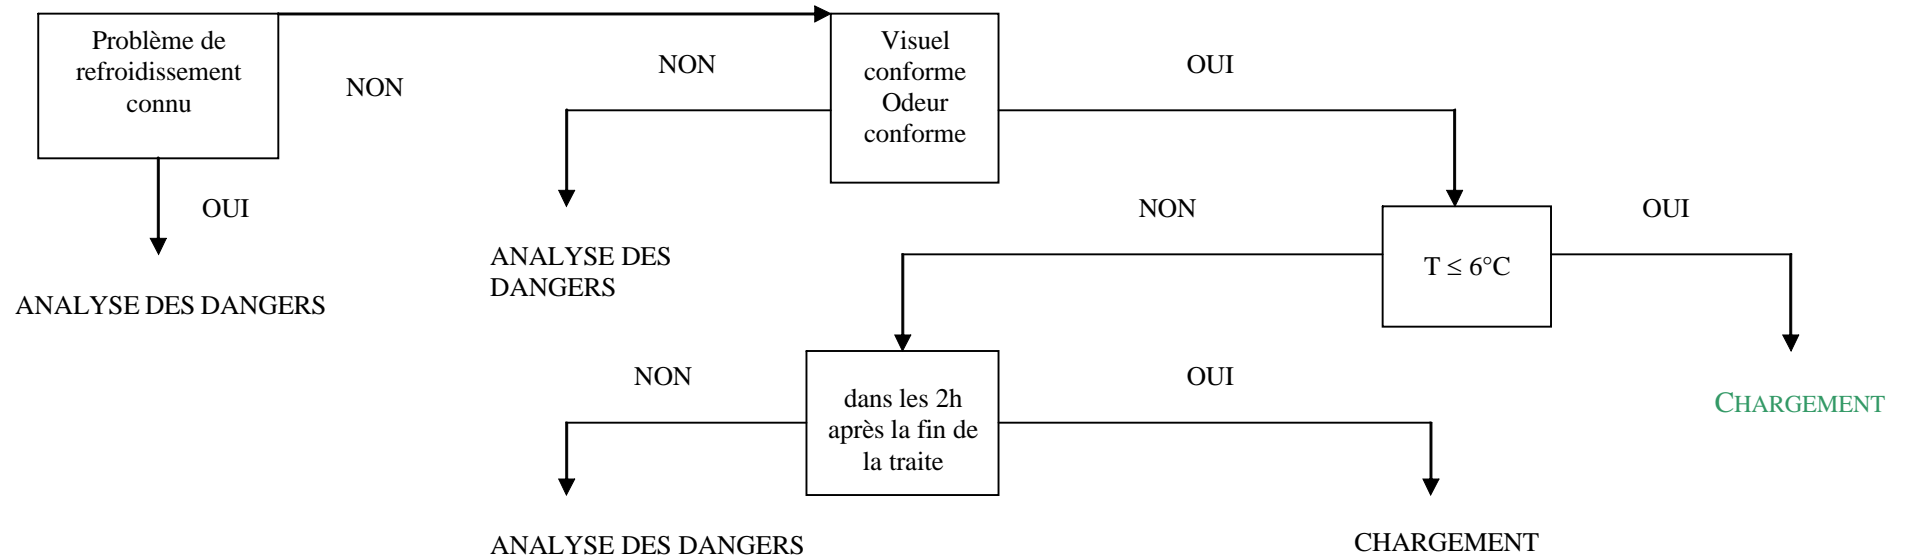 Problème de
refroidissement
connu
NON
OUI
ANALYSE DES DANGERS
Visuel
conforme
Odeur
conforme
NON
OUI
ANALYSE DES
DANGERS
T ≤ 6°C
NON
OUI
CHARGEMENT
dans les 2h
après la fin de
la traite
NON
OUI
ANALYSE DES DANGERS
CHARGEMENT